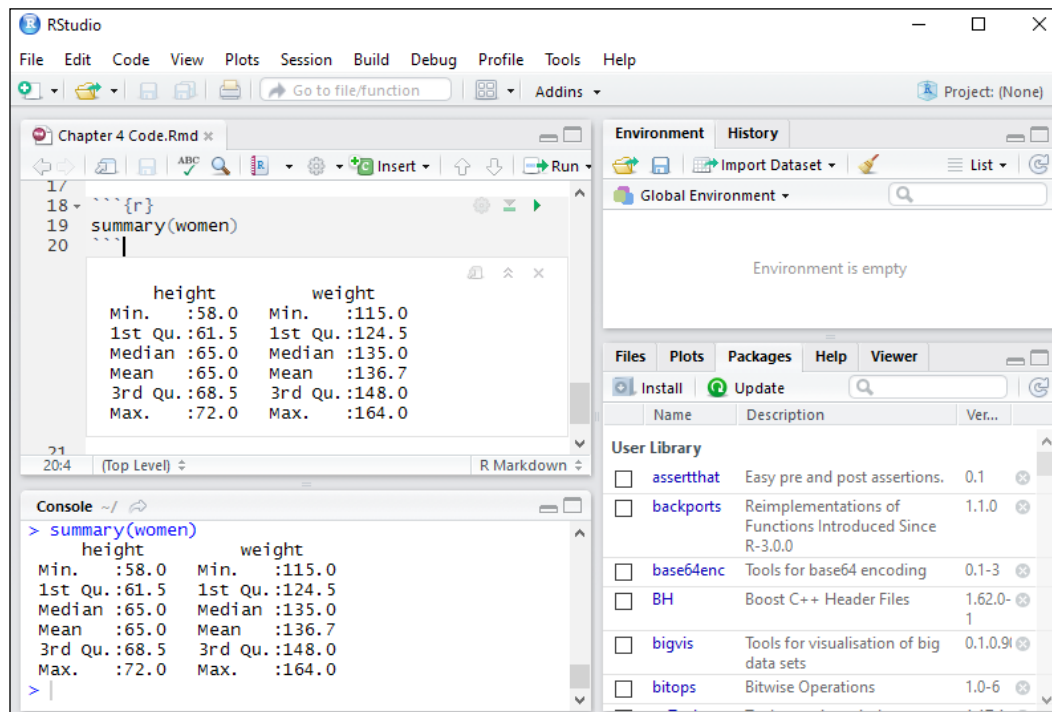 RStudio
File Edit Code View Plots Session Build Debug Profile Tools Help
Go to file/function Addins Project: (None)
Chapter 4 Code.Rmd
ABC Insert Run
17
18 ```{r}
19 summary(women)
20 ```
height weight
Min. :58.0 Min. :115.0
1st Qu.:61.5 1st Qu.:124.5
Median :65.0 Median :135.0
Mean :65.0 Mean :136.7
3rd Qu.:68.5 3rd Qu.:148.0
Max. :72.0 Max. :164.0
21
20:4 (Top Level) R Markdown
Console ~/
> summary(women)
height weight
Min. :58.0 Min. :115.0
1st Qu.:61.5 1st Qu.:124.5
Median :65.0 Median :135.0
Mean :65.0 Mean :136.7
3rd Qu.:68.5 3rd Qu.:148.0
Max. :72.0 Max. :164.0
>
Environment History
Import Dataset List
Global Environment
Environment is empty
Files Plots Packages Help Viewer
Install Update
Name Description Ver...
User Library
assertthat Easy pre and post assertions. 0.1
backports Reimplementations of 1.1.0
Functions Introduced Since
R-3.0.0
base64enc Tools for base64 encoding 0.1-3
BH Boost C++ Header Files 1.62.0-
1
bigvis Tools for visualisation of big
data sets
bitops Bitwise Operations 1.0-6